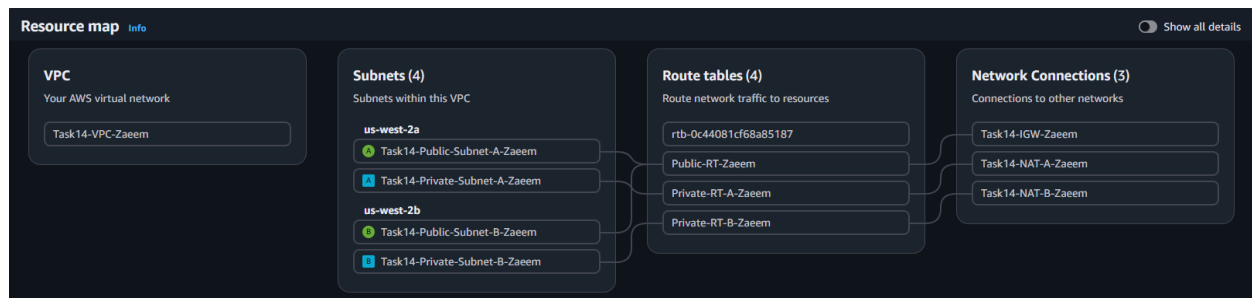 Resource map Info
Show all details
VPC
Your AWS virtual network
Task14-VPC-Zaeem
Subnets (4)
Subnets within this VPC
us-west-2a
A Task14-Public-Subnet-A-Zaeem
A Task14-Private-Subnet-A-Zaeem
us-west-2b
B Task14-Public-Subnet-B-Zaeem
B Task14-Private-Subnet-B-Zaeem
Route tables (4)
Route network traffic to resources
rtb-0c44081cf68a85187
Public-RT-Zaeem
Private-RT-A-Zaeem
Private-RT-B-Zaeem
Network Connections (3)
Connections to other networks
Task14-IGW-Zaeem
Task14-NAT-A-Zaeem
Task14-NAT-B-Zaeem